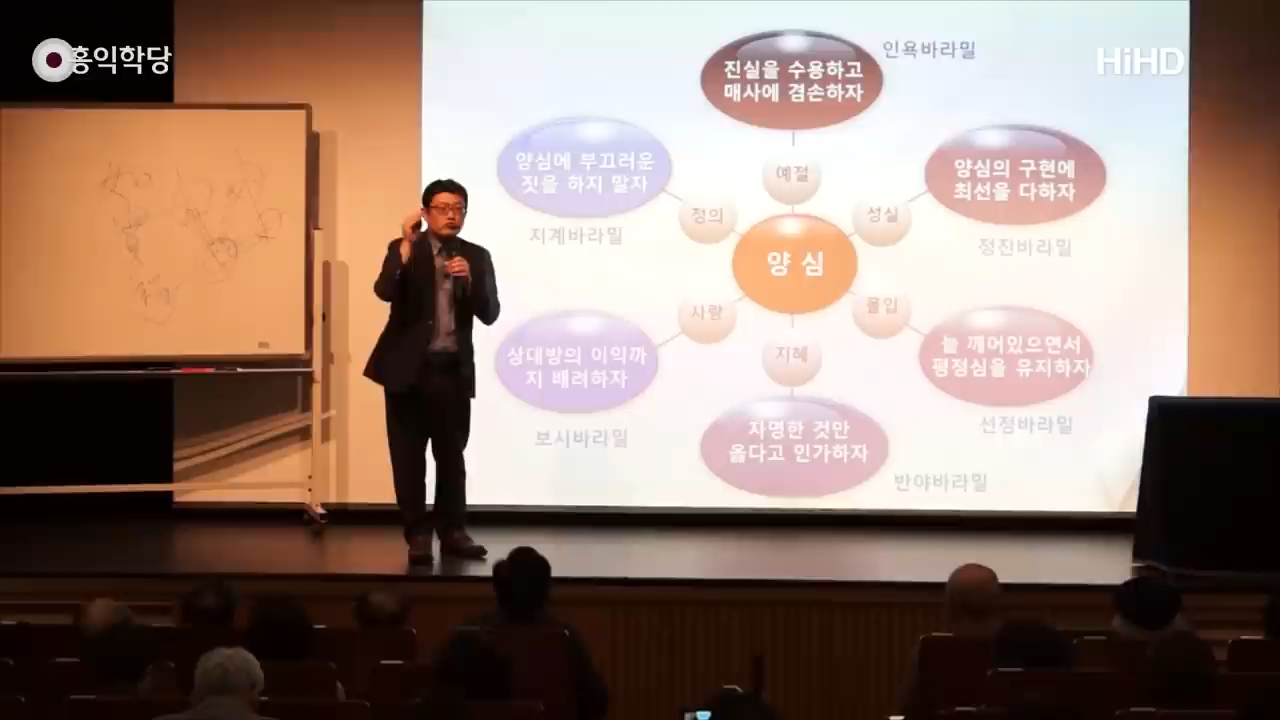 홍익학당
HiHD
인욕바라밀
진실을 수용하고
매사에 겸손하자
양심에 부끄러운
짓을 하지 말자
양심의 구현에
최선을 다하자
예절
정의
성실
지계바라밀
정진바라밀
양심
사랑
몰입
상대방의 이익까
지 배려하자
지혜
늘 깨어있으면서
평정심을 유지하자
보시바라밀
선정바라밀
자명한 것만
옳다고 인가하자
반야바라밀